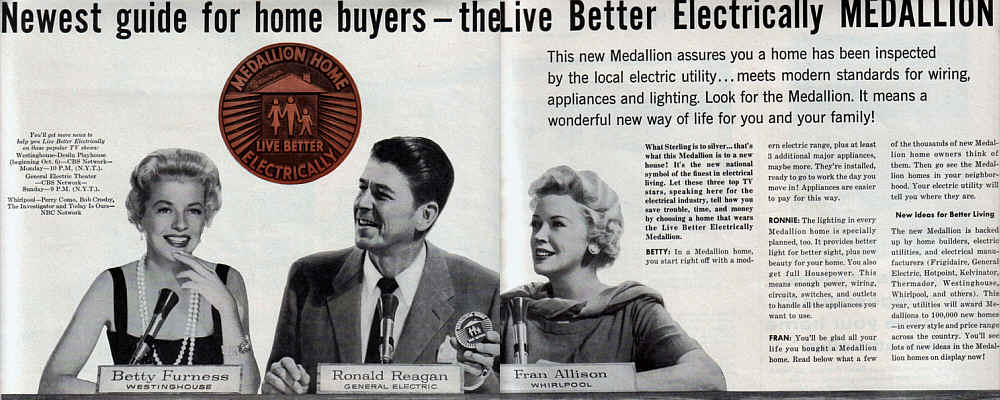 Newest guide for home buyers – the Live Better Electrically MEDALLION
This new Medallion assures you a home has been inspected
by the local electric utility...meets modern standards for wiring,
appliances and lighting. Look for the Medallion. It means a
wonderful new way of life for you and your family!
MEDALLION HOME
LIVE BETTER
ELECTRICALLY
You'll get more news to
help you Live Better Electrically
on these popular TV shows:
Westinghouse-Desilu Playhouse
(beginning Oct. 6)—CBS Network—
Monday—10 P.M. (N.Y.T.).
General Electric Theater
—CBS Network—
Sunday—9 P.M. (N.Y.T.).
Whirlpool—Perry Como, Bob Crosby,
The Investigator and Today Is Ours—
NBC Network
Betty Furness
WESTINGHOUSE
Ronald Reagan
GENERAL ELECTRIC
MEDALLION HOME
Fran Allison
WHIRLPOOL
What Sterling is to silver... that's
what this Medallion is to a new
house! It's the new national
symbol of the finest in electrical
living. Let these three top TV
stars, speaking here for the
electrical industry, tell how you
save trouble, time, and money
by choosing a home that wears
the Live Better Electrically
Medallion.
BETTY: In a Medallion home,
you start right off with a mod-
ern electric range, plus at least
3 additional major appliances,
maybe more. They're installed,
ready to go to work the day you
move in! Appliances are easier
to pay for this way.
RONNIE: The lighting in every
Medallion home is specially
planned, too. It provides better
light for better sight, plus new
beauty for your home. You also
get full Housepower. This
means enough power, wiring,
circuits, switches, and outlets
to handle all the appliances you
want to use.
FRAN: You'll be glad all your
life you bought a Medallion
home. Read below what a few
of the thousands of new Medal-
lion home owners think of
them. Then go see the Medal-
lion homes in your neighbor-
hood. Your electric utility will
tell you where they are.
New Ideas for Better Living
The new Medallion is backed
up by home builders, electric
utilities, and electrical manu-
facturers (Frigidaire, General
Electric, Hotpoint, Kelvinator,
Thermador, Westinghouse,
Whirlpool, and others). This
year, utilities will award Me-
dallions to 100,000 new homes
—in every style and price range
across the country. You'll see
lots of new ideas in the Medal-
lion homes on display now!